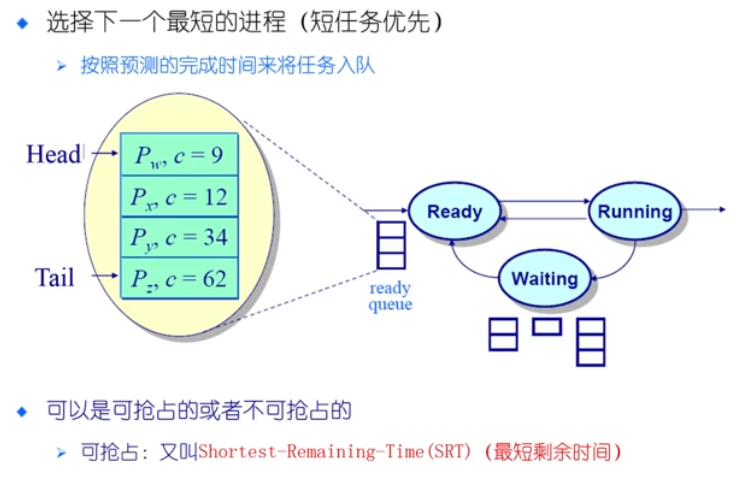 选择下一个最短的进程（短任务优先）
按照预测的完成时间来将任务入队
Head
Pw, c = 9
Px, c = 12
Py, c = 34
Tail
Pz, c = 62
ready
queue
Ready
Running
Waiting
可以是可抢占的或者不可抢占的
可抢占：又叫Shortest-Remaining-Time(SRT)（最短剩余时间）